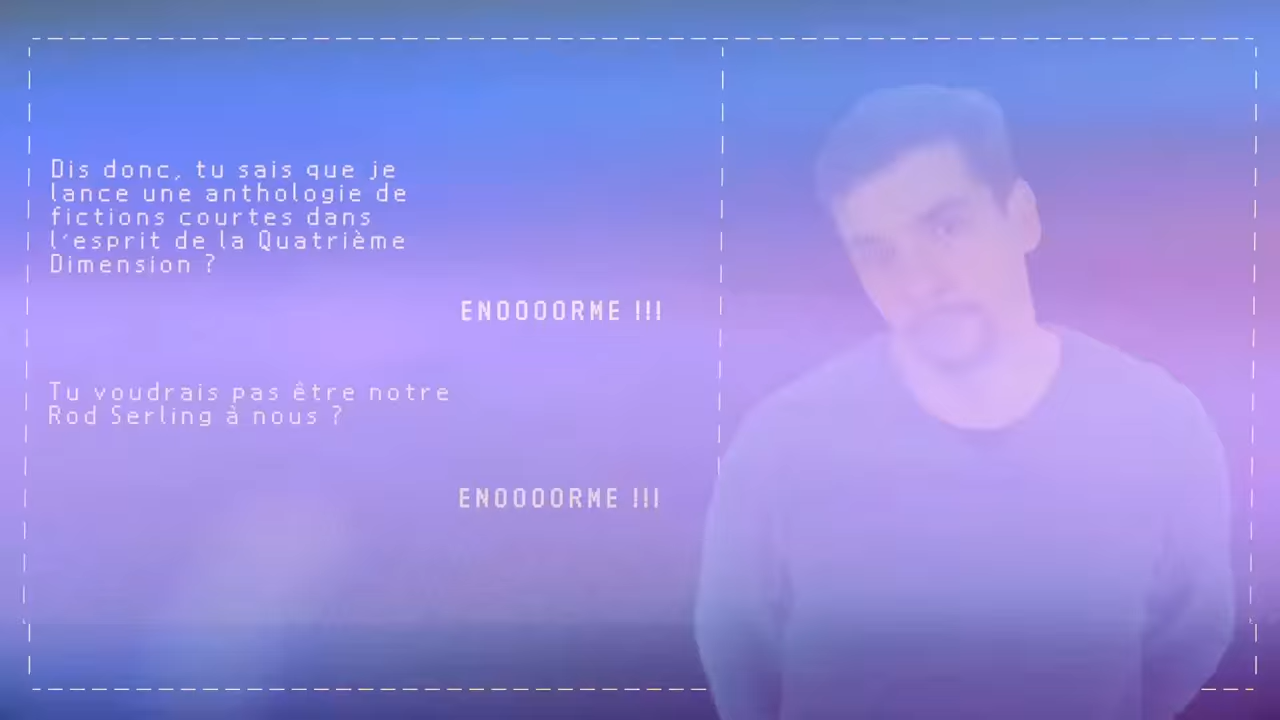 Dis donc, tu sais que je
lance une anthologie de
fictions courtes dans
l'esprit de la Quatrième
Dimension ?
ENOOOORME !!!
Tu voudrais pas être notre
Rod Serling à nous ?
ENOOOORME !!!